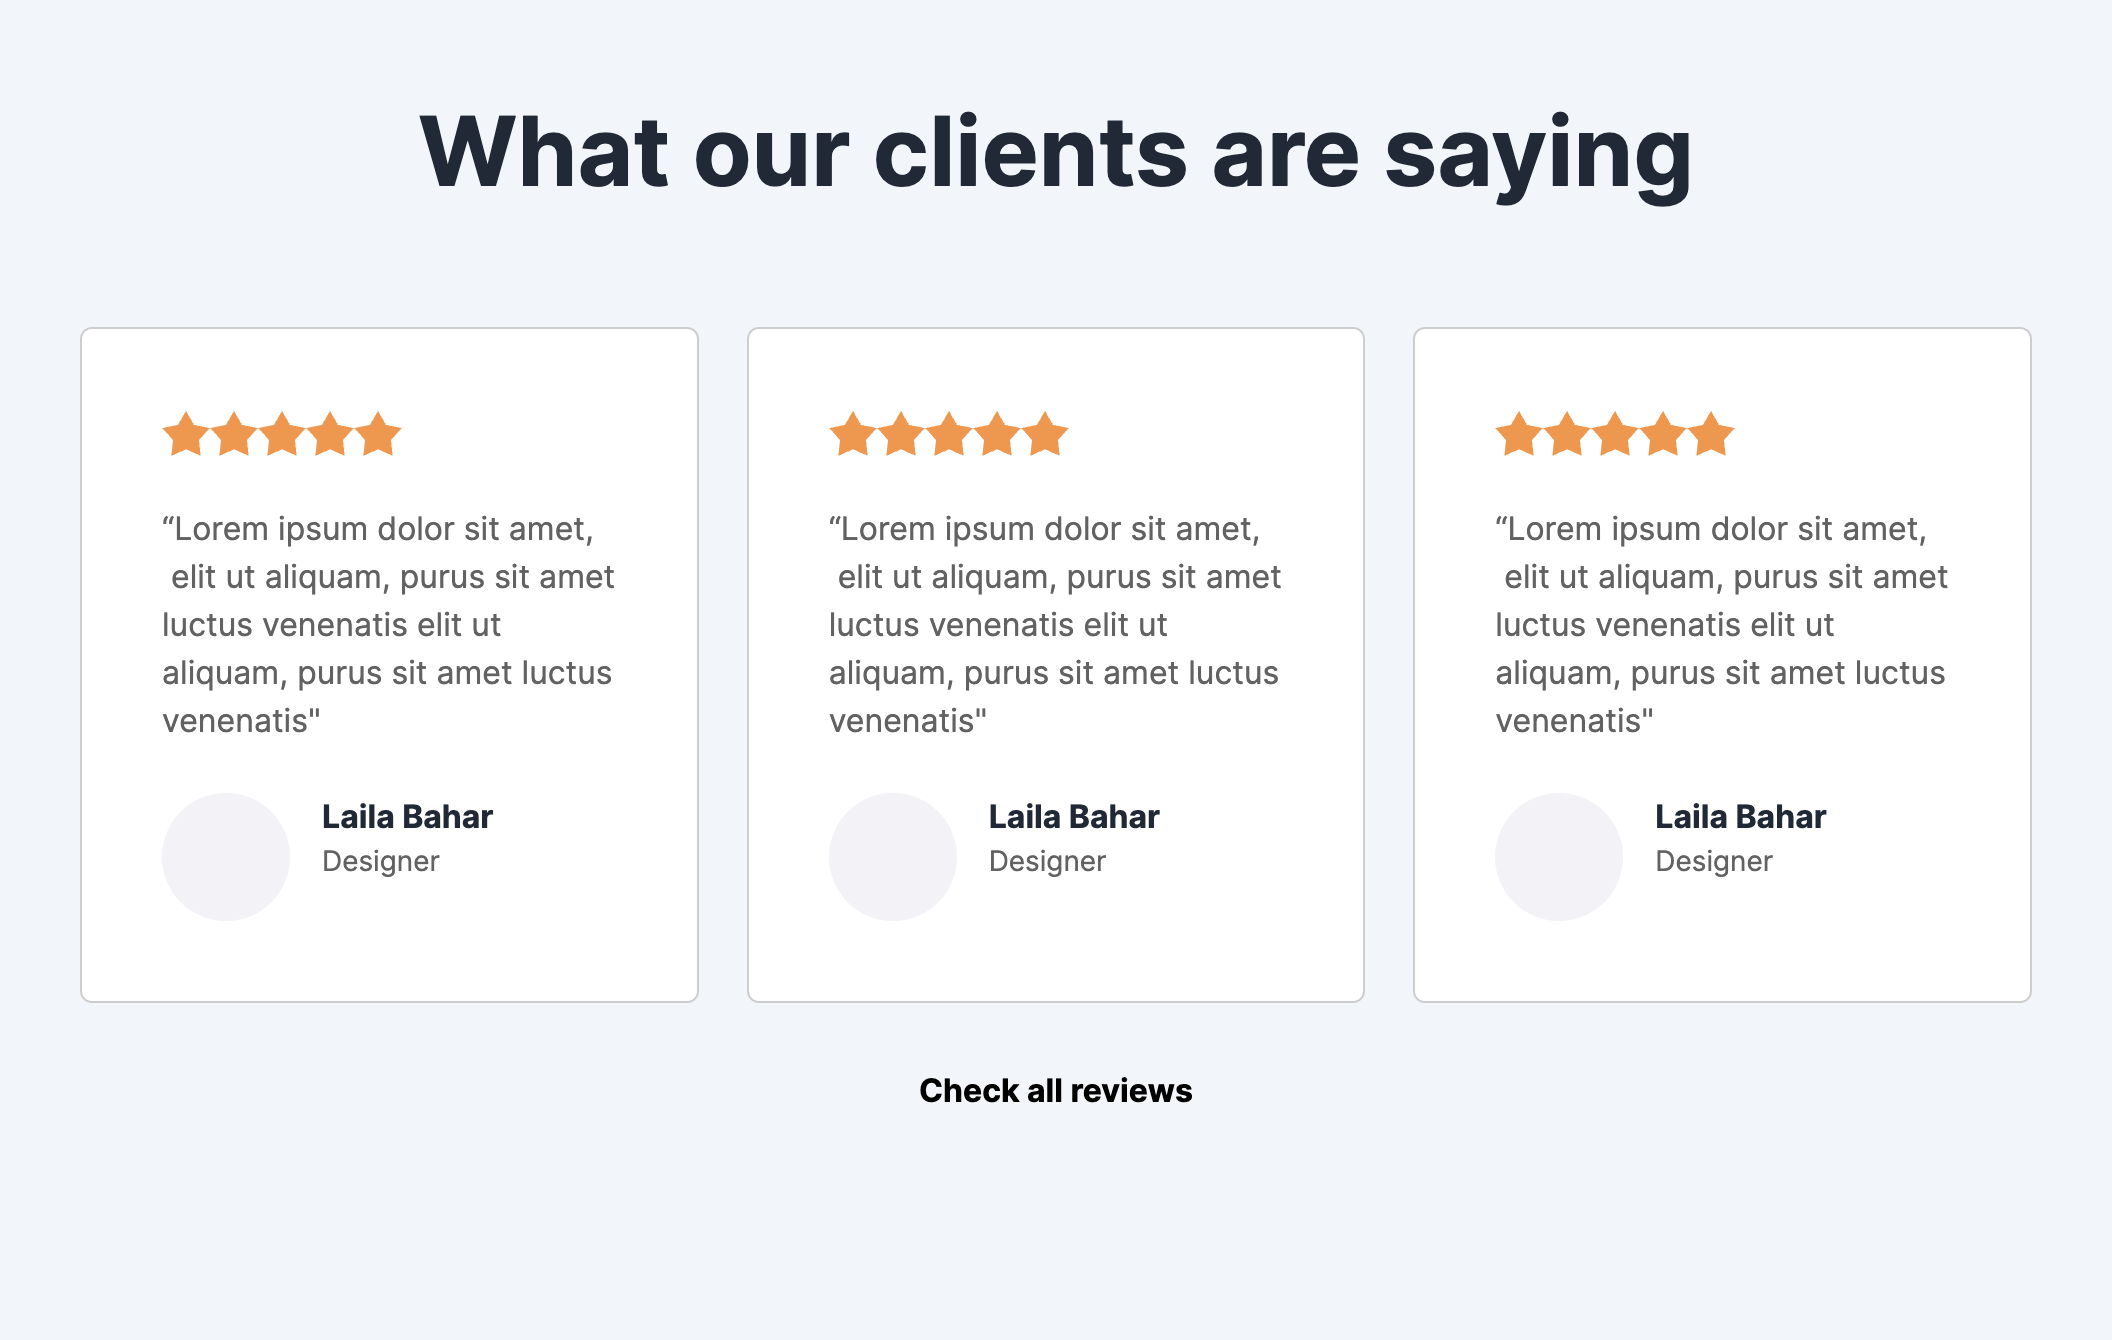 What our clients are saying
“Lorem ipsum dolor sit amet,
elit ut aliquam, purus sit amet
luctus venenatis elit ut
aliquam, purus sit amet luctus
venenatis"
Laila Bahar
Designer
“Lorem ipsum dolor sit amet,
elit ut aliquam, purus sit amet
luctus venenatis elit ut
aliquam, purus sit amet luctus
venenatis"
Laila Bahar
Designer
“Lorem ipsum dolor sit amet,
elit ut aliquam, purus sit amet
luctus venenatis elit ut
aliquam, purus sit amet luctus
venenatis"
Laila Bahar
Designer
Check all reviews